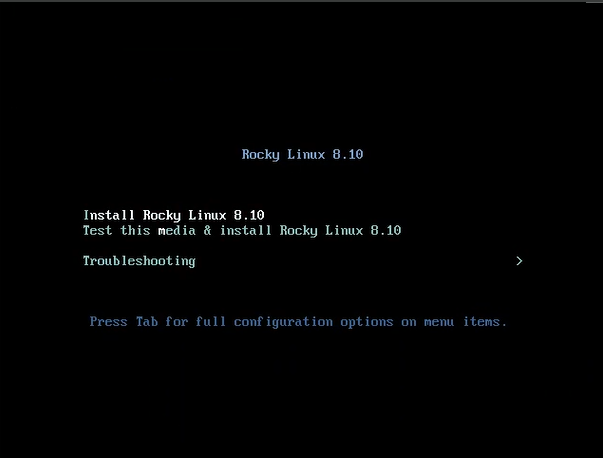 Rocky Linux 8.10
Install Rocky Linux 8.10
Test this media & install Rocky Linux 8.10
Troubleshooting >
Press Tab for full configuration options on menu items.